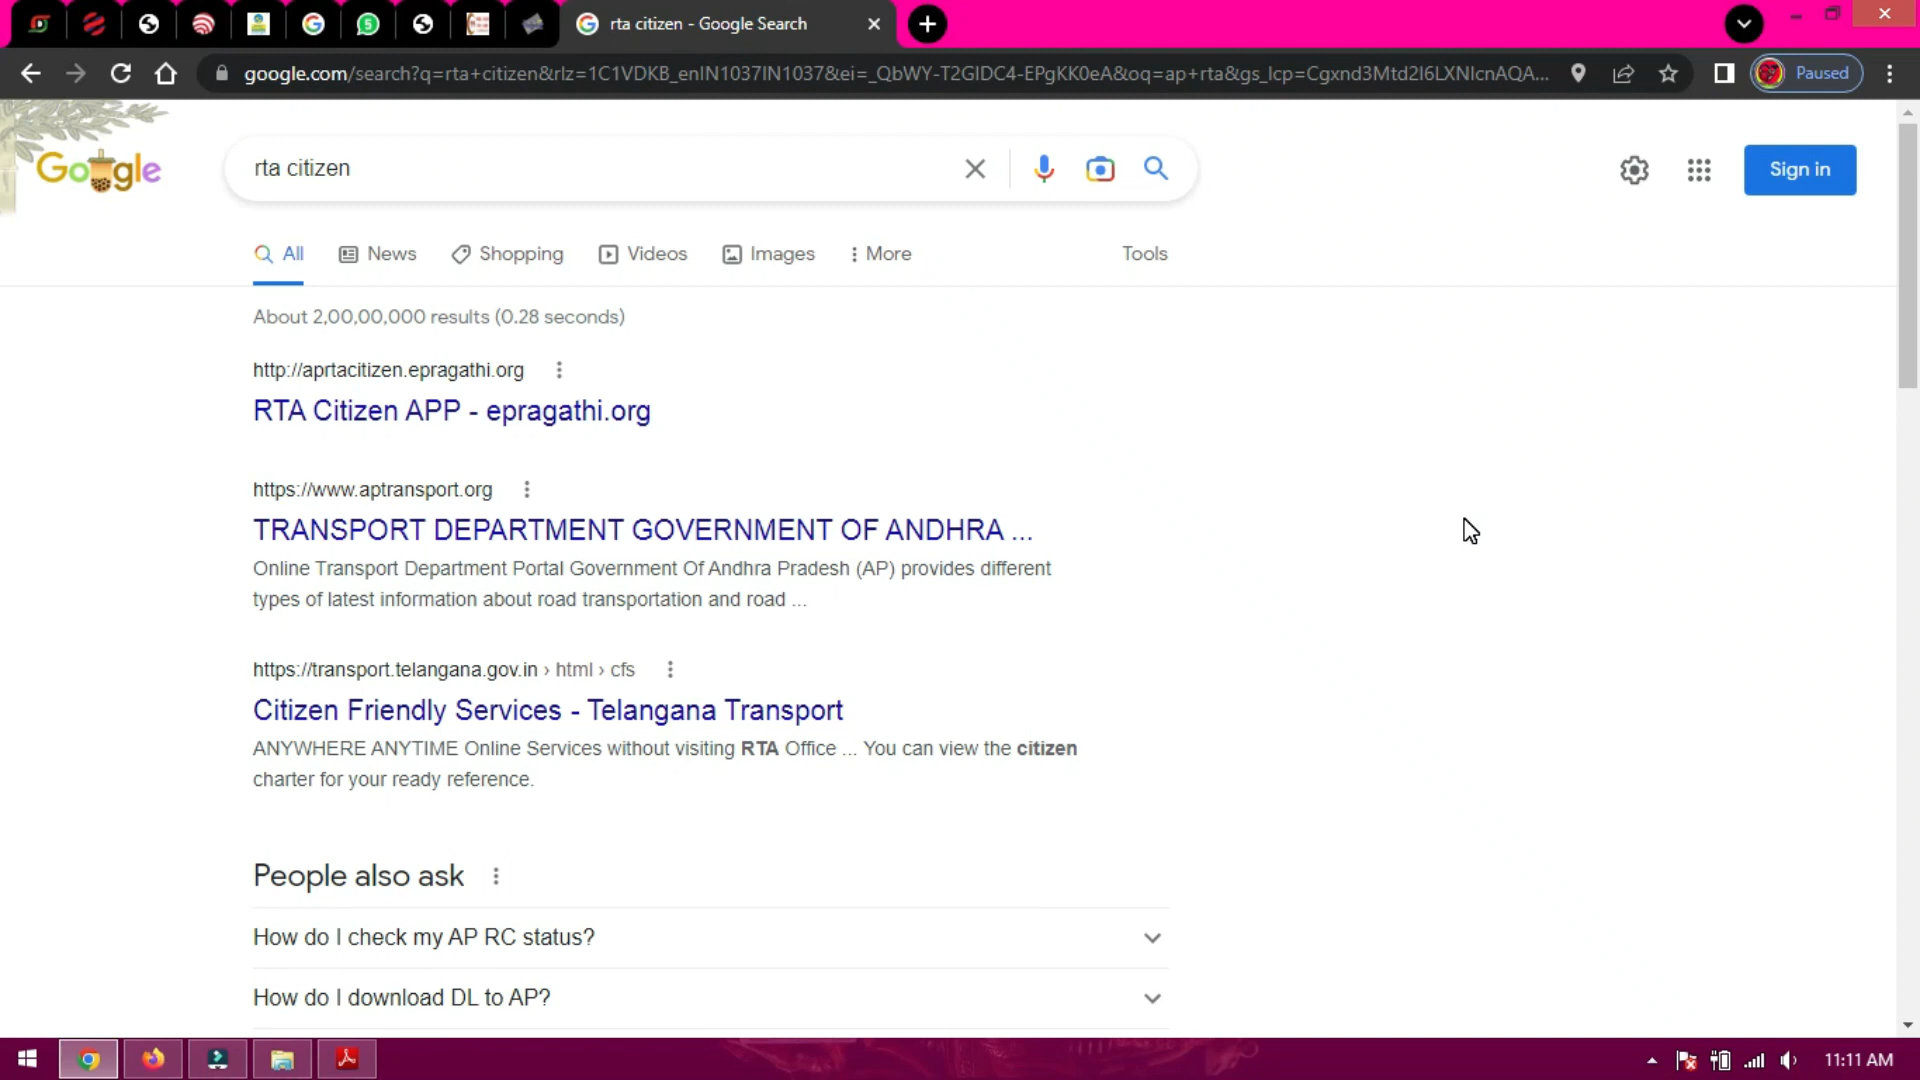 rta citizen - Google Search
google.com/search?q=rta+citizen&rlz=1C1VDKB_enIN1037IN1037&ei=_QbWY-T2GIDC4-EPgKK0eA&oq=ap+rta&gs_lcp=Cgxnd3Mtd2l6LXNlcnAQA...
Paused
Google
rta citizen
Sign in
All
News
Shopping
Videos
Images
More
Tools
About 2,00,00,000 results (0.28 seconds)
http://aprtacitizen.epragathi.org
RTA Citizen APP - epragathi.org
https://www.aptransport.org
TRANSPORT DEPARTMENT GOVERNMENT OF ANDHRA ...
Online Transport Department Portal Government Of Andhra Pradesh (AP) provides different
types of latest information about road transportation and road ...
https://transport.telangana.gov.in › html › cfs
Citizen Friendly Services - Telangana Transport
ANYWHERE ANYTIME Online Services without visiting RTA Office ... You can view the citizen
charter for your ready reference.
People also ask
How do I check my AP RC status?
How do I download DL to AP?
11:11 AM